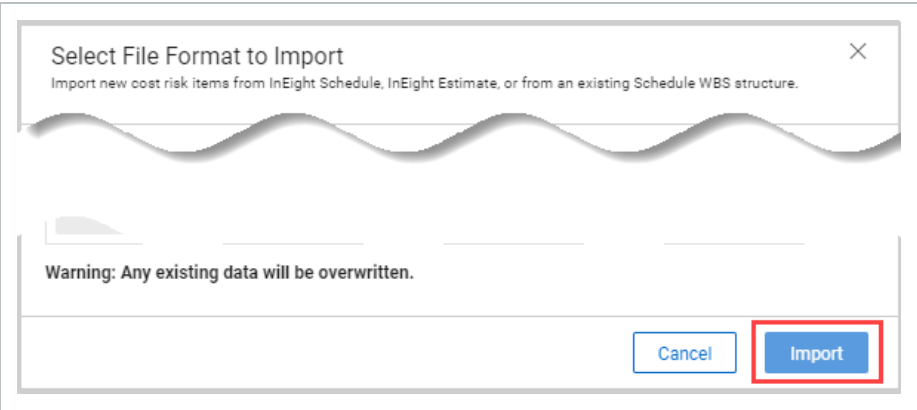 Select File Format to Import
Import new cost risk items from InEight Schedule, InEight Estimate, or from an existing Schedule WBS structure.
Warning: Any existing data will be overwritten.
Cancel
Import